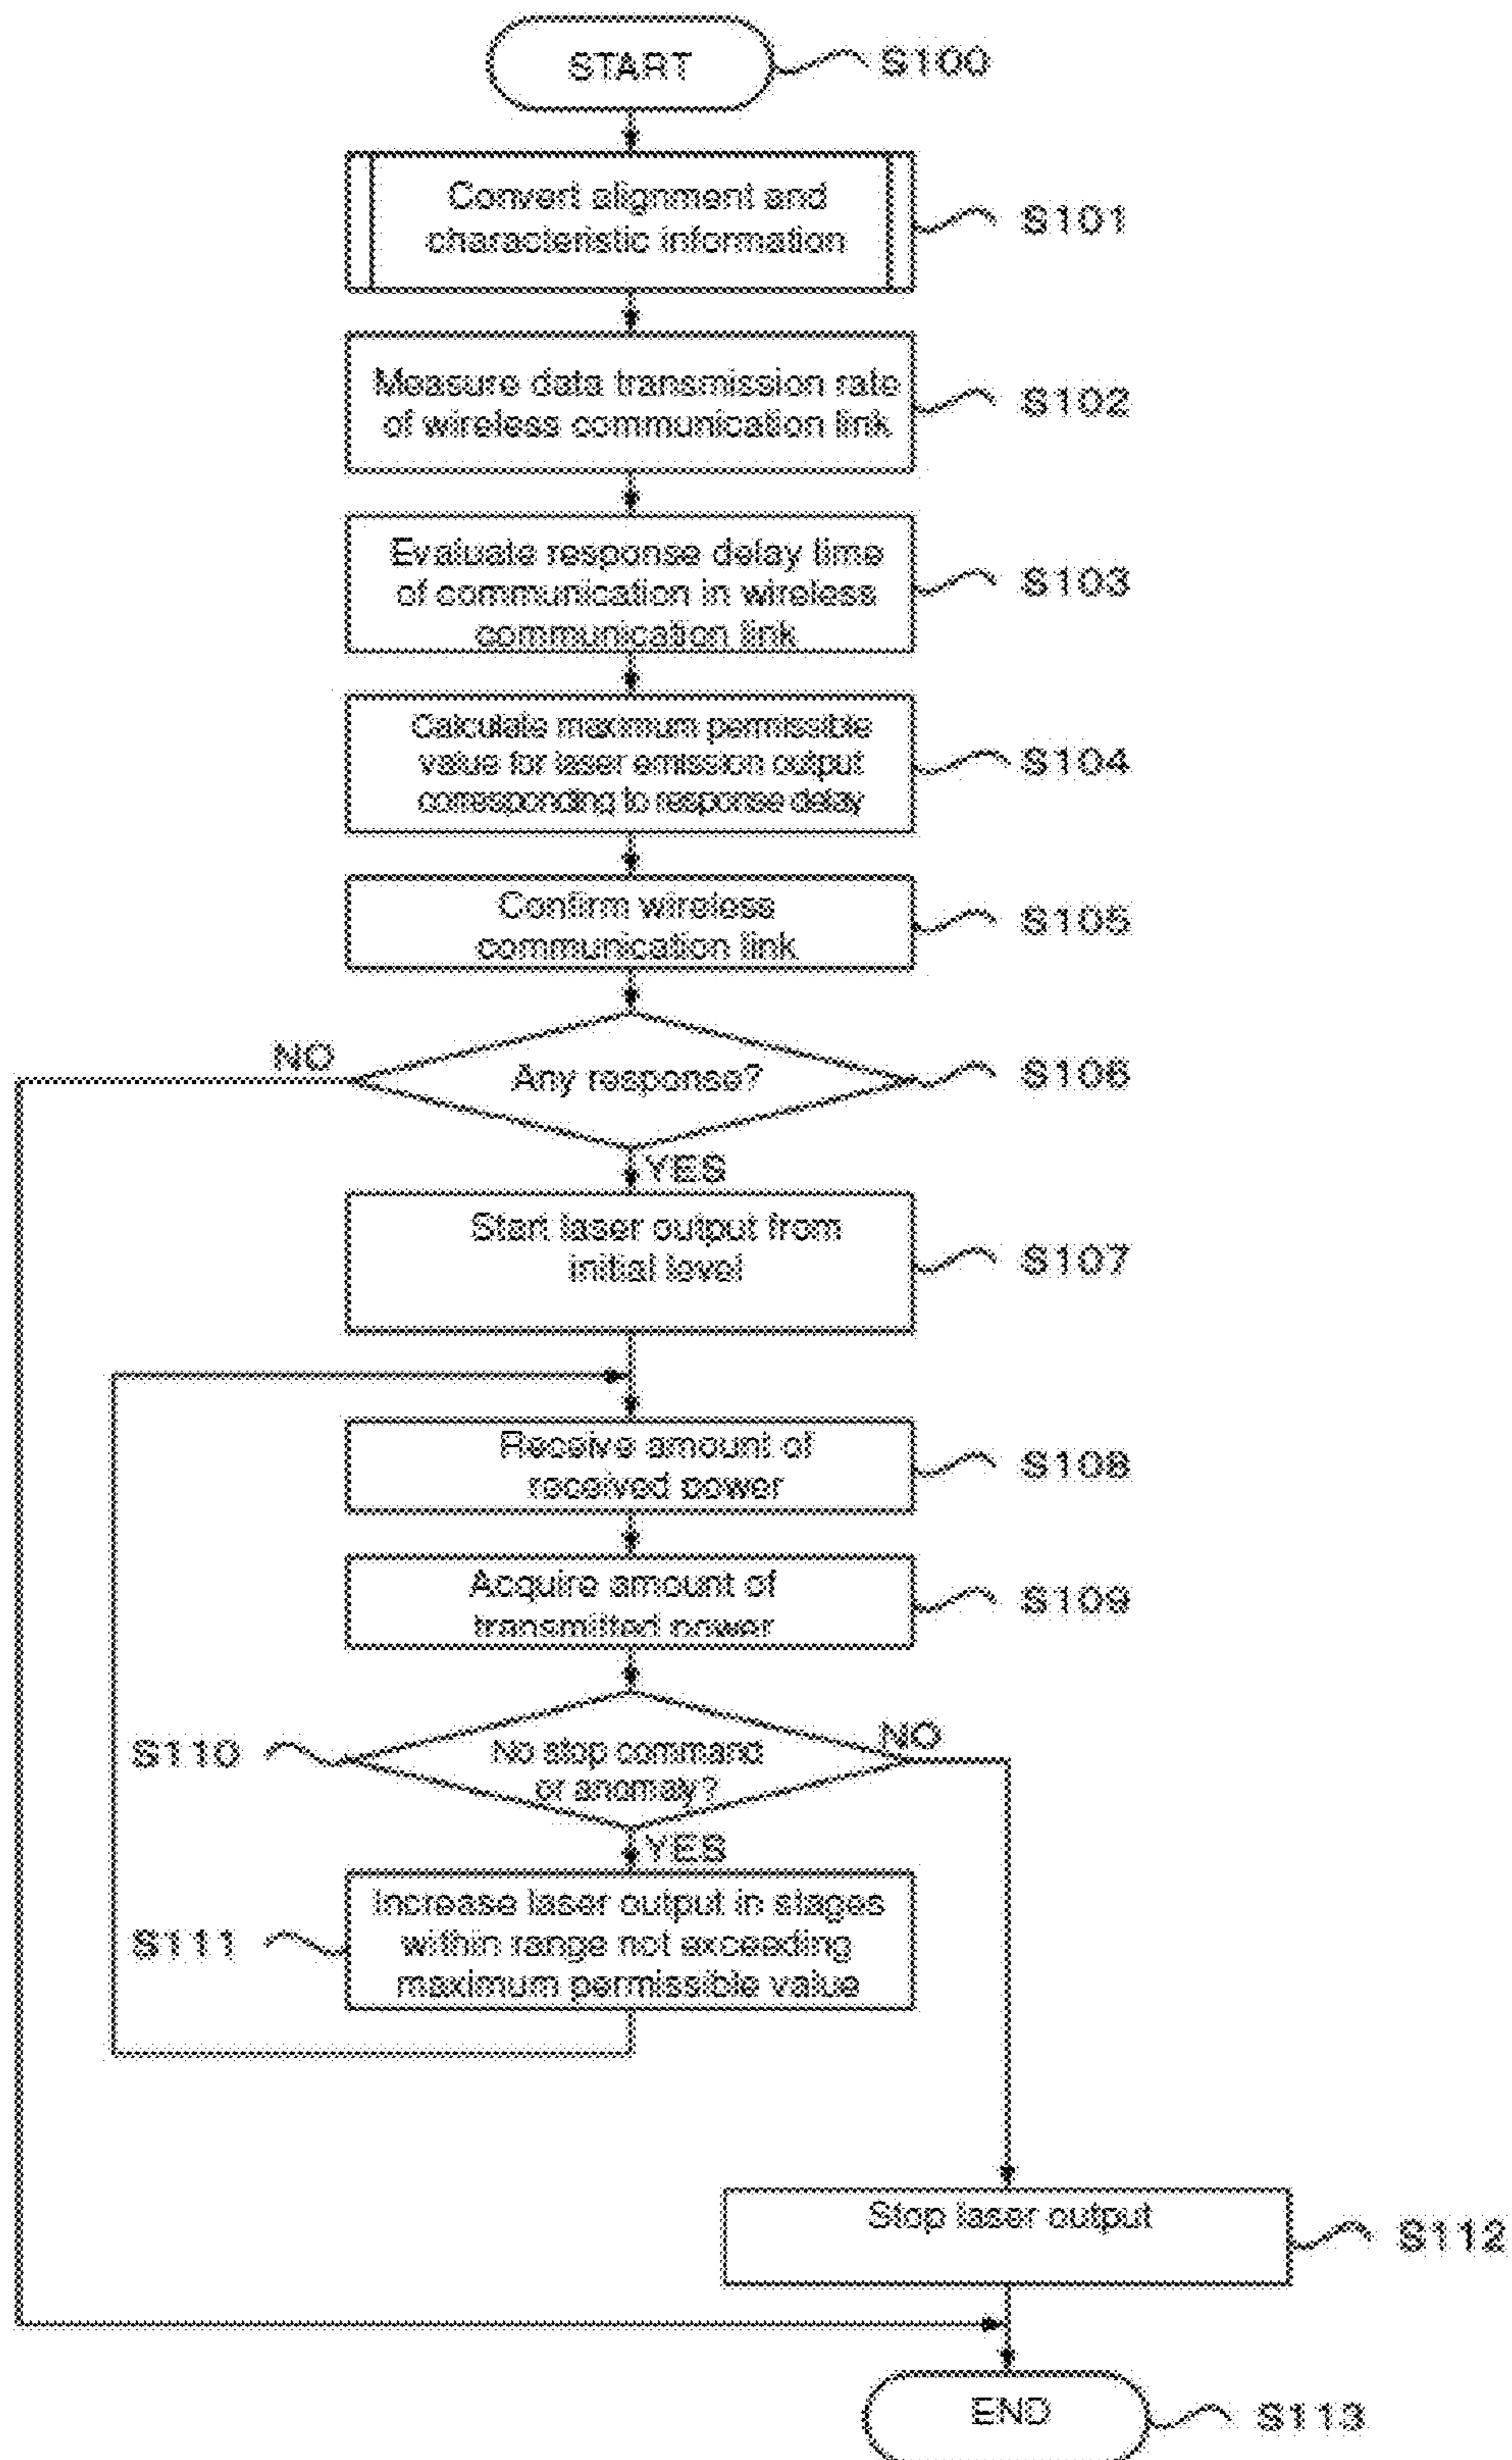 START
S100
Convert alignment and
characteristic information
S101
Measure data transmission rate
of wireless communication link
S102
Evaluate response delay time
of communication in wireless
communication link
S103
Calculate maximum permissible
value for laser emission output
corresponding to response delay
S104
Confirm wireless
communication link
S105
NO
Any response?
S106
YES
Start laser output from
initial level
S107
Receive amount of
received power
S108
Acquire amount of
transmitted power
S109
S110
No stop command
or anomaly?
NO
YES
S111
Increase laser output in stages
within range not exceeding
maximum permissible value
Stop laser output
S112
END
S113